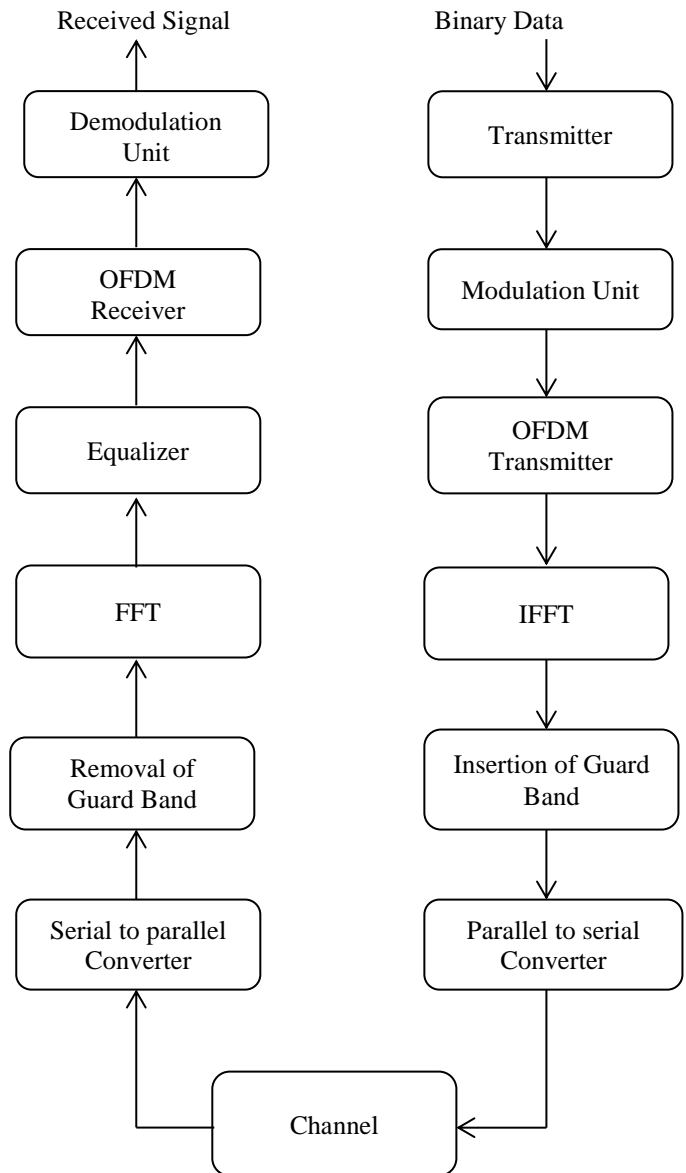 Received Signal
Binary Data
Demodulation
Unit
Transmitter
OFDM
Receiver
Modulation Unit
Equalizer
OFDM
Transmitter
FFT
IFFT
Removal of
Guard Band
Insertion of Guard
Band
Serial to parallel
Converter
Parallel to serial
Converter
Channel